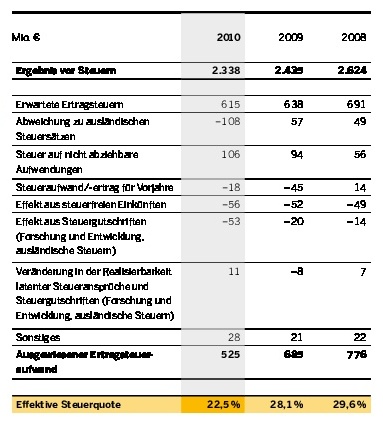 Mio. € 2010 2009 2008
Ergebnis vor Steuern 2.338 2.435 2.624
Erwartete Ertragsteuern 615 638 691
Abweichung zu ausländischen −108 57 49
Steuersätzen
Steuer auf nicht abziehbare 106 94 56
Aufwendungen
Steueraufwand/-ertrag für Vorjahre −18 −45 14
Effekt aus steuerfreien Einkünften −56 −52 −49
Effekt aus Steuergutschriften −53 −20 −14
(Forschung und Entwicklung,
ausländische Steuern)
Veränderung in der Realisierbarkeit 11 −8 7
latenter Steueransprüche und
Steuergutschriften (Forschung und
Entwicklung, ausländische Steuern)
Sonstiges 28 21 22
Ausgewiesener Ertragsteuer- 525 685 776
aufwand
Effektive Steuerquote 22,5 % 28,1 % 29,6 %